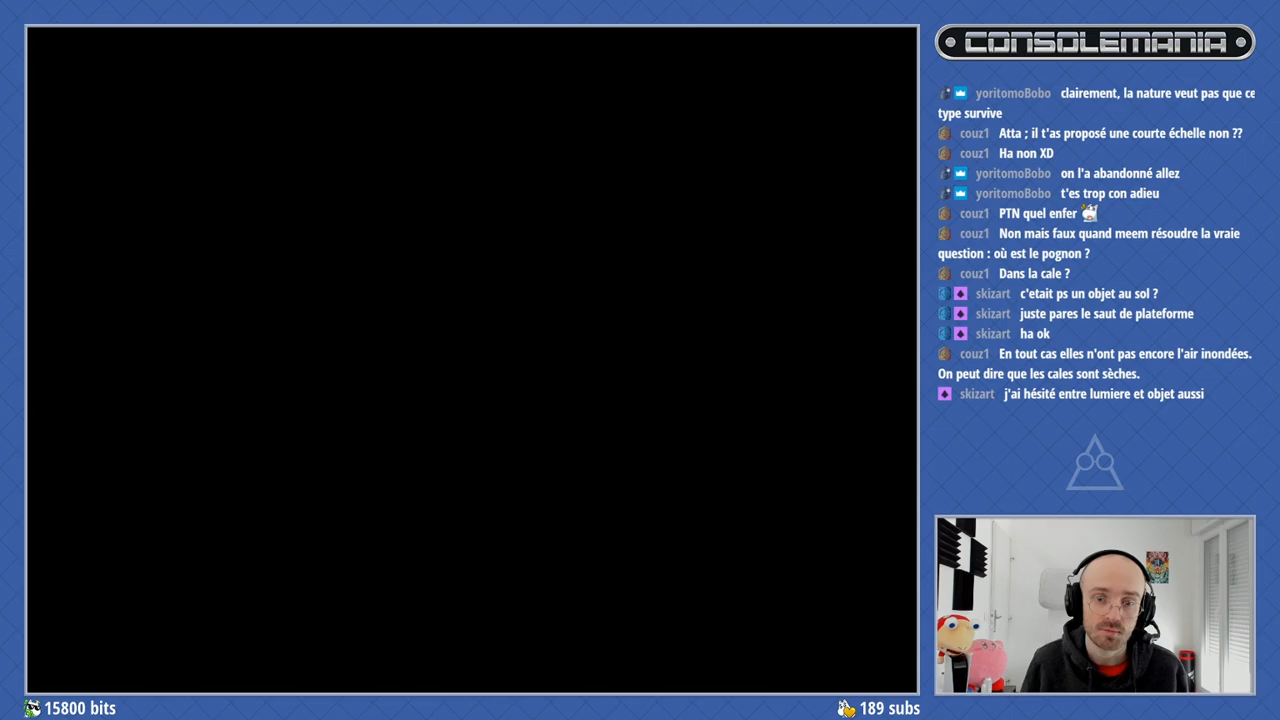 CONSOLEMANIA
yoritomoBobo clairement, la nature veut pas que ce
type survive
couz1 Atta ; il t'as proposé une courte échelle non ??
couz1 Ha non XD
yoritomoBobo on l'a abandonné allez
yoritomoBobo t'es trop con adieu
couz1 PTN quel enfer
couz1 Non mais faux quand meem résoudre la vraie
question : où est le pognon ?
couz1 Dans la cale ?
skizart c'etait ps un objet au sol ?
skizart juste pares le saut de plateforme
skizart ha ok
couz1 En tout cas elles n'ont pas encore l'air inondées.
On peut dire que les cales sont sèches.
skizart j'ai hésité entre lumiere et objet aussi
15800 bits
189 subs